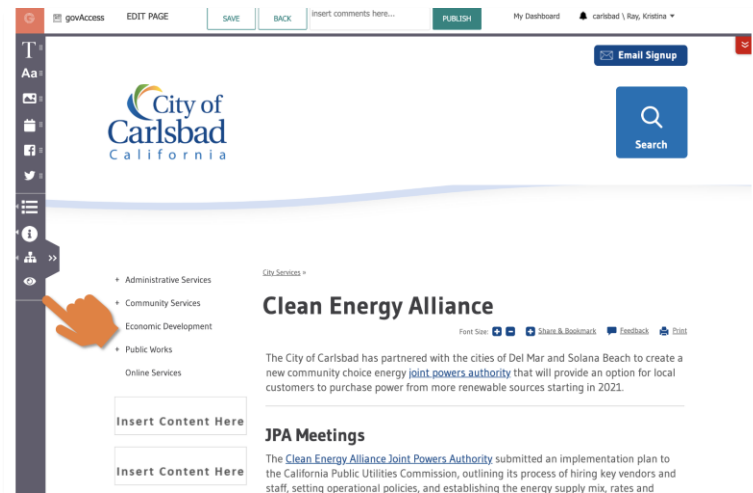 G govAccess EDIT PAGE SAVE BACK insert comments here... PUBLISH My Dashboard carlsbad \ Ray, Kristina
T
Aa
Email Signup
City of
Carlsbad
California
Search
City Services »
+ Administrative Services
+ Community Services
Economic Development
+ Public Works
Online Services
Clean Energy Alliance
Font Size: + - + Share & Bookmark Feedback Print
The City of Carlsbad has partnered with the cities of Del Mar and Solana Beach to create a
new community choice energy joint powers authority that will provide an option for local
customers to purchase power from more renewable sources starting in 2021.
Insert Content Here
Insert Content Here
JPA Meetings
The Clean Energy Alliance Joint Powers Authority submitted an implementation plan to
the California Public Utilities Commission, outlining its process of hiring key vendors and
staff, setting operational policies, and establishing the energy supply mix, rates and